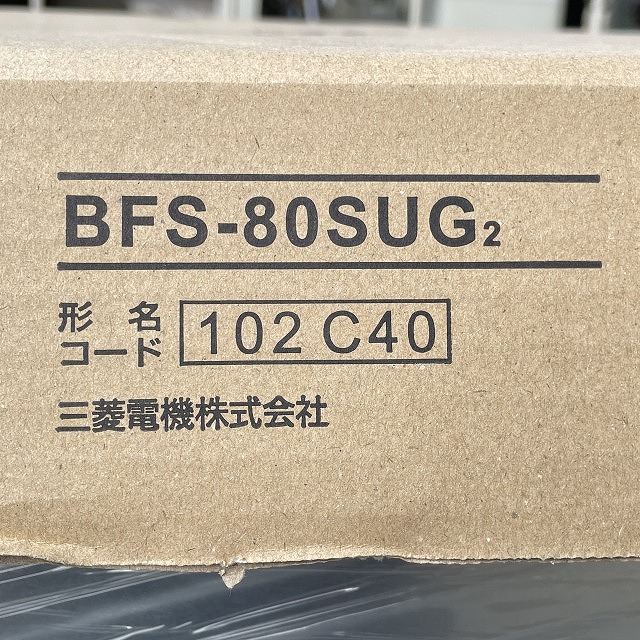 BFS-80SUG2
形名
コード 102 C40
三菱電機株式会社